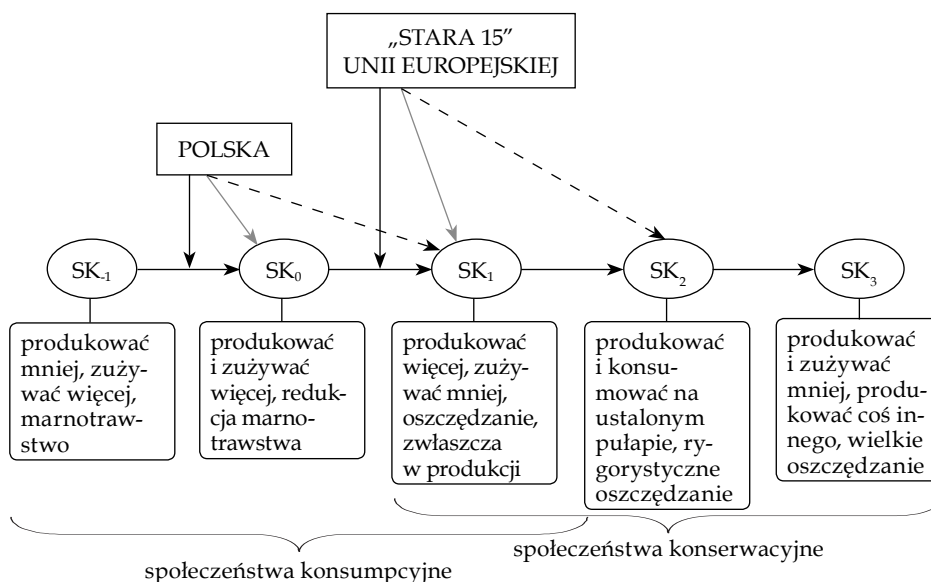 „STARA 15”
UNII EUROPEJSKIEJ
POLSKA
SK-1
SK0
SK1
SK2
SK3
produkować
mniej, zuży-
wać więcej,
marnotraw-
stwo
produkować
i zużywać
więcej, reduk-
cja marno-
trawstwa
produkować
więcej, zuży-
wać mniej,
oszczędzanie,
zwłaszcza
w produkcji
produkować
i konsu-
mować na
ustalonym
pułapie, ry-
gorystyczne
oszczędzanie
produkować
i zużywać
mniej, produ-
kować coś in-
nego, wielkie
oszczędzanie
społeczeństwa konserwacyjne
społeczeństwa konsumpcyjne